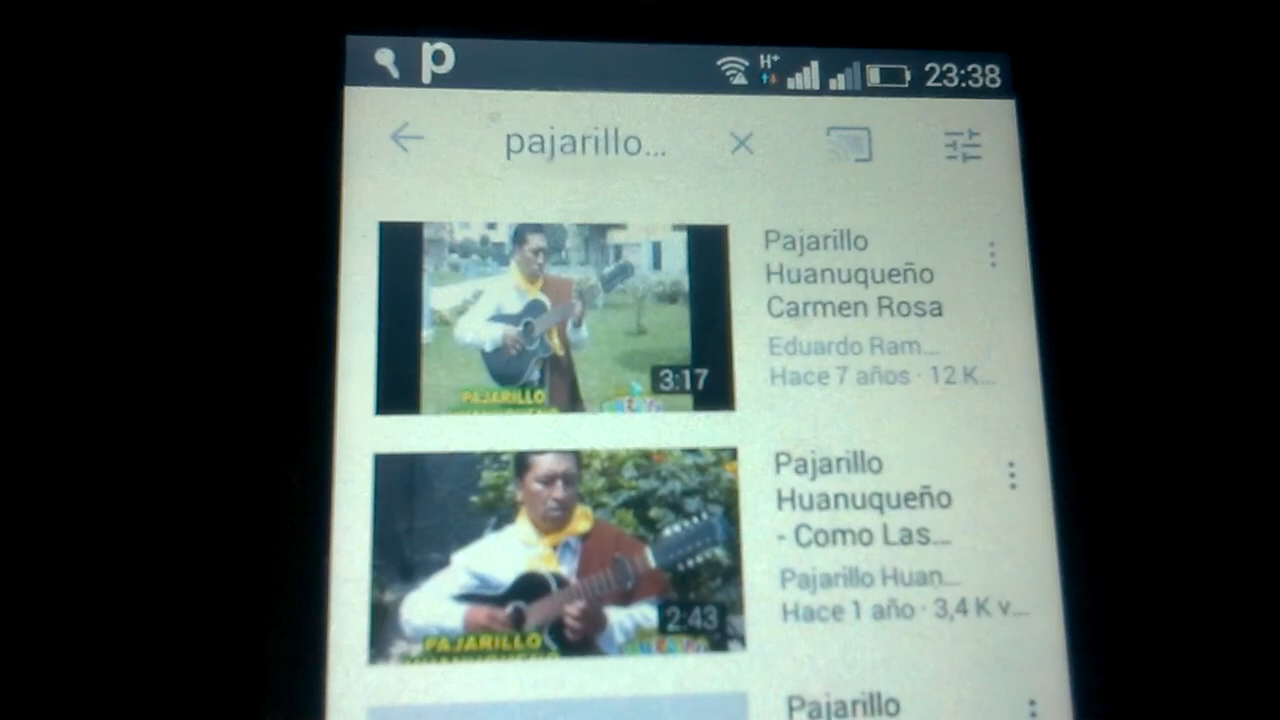 p H+ 23:38
pajarillo...
Pajarillo
Huanuqueño
Carmen Rosa
Eduardo Ram...
Hace 7 años · 12 K...
3:17
PAJARILLO
Pajarillo
Huanuqueño
- Como Las...
Pajarillo Huan...
Hace 1 año · 3,4 K v...
2:43
PAJARILLO
HUANUQUEÑO
Pajarillo